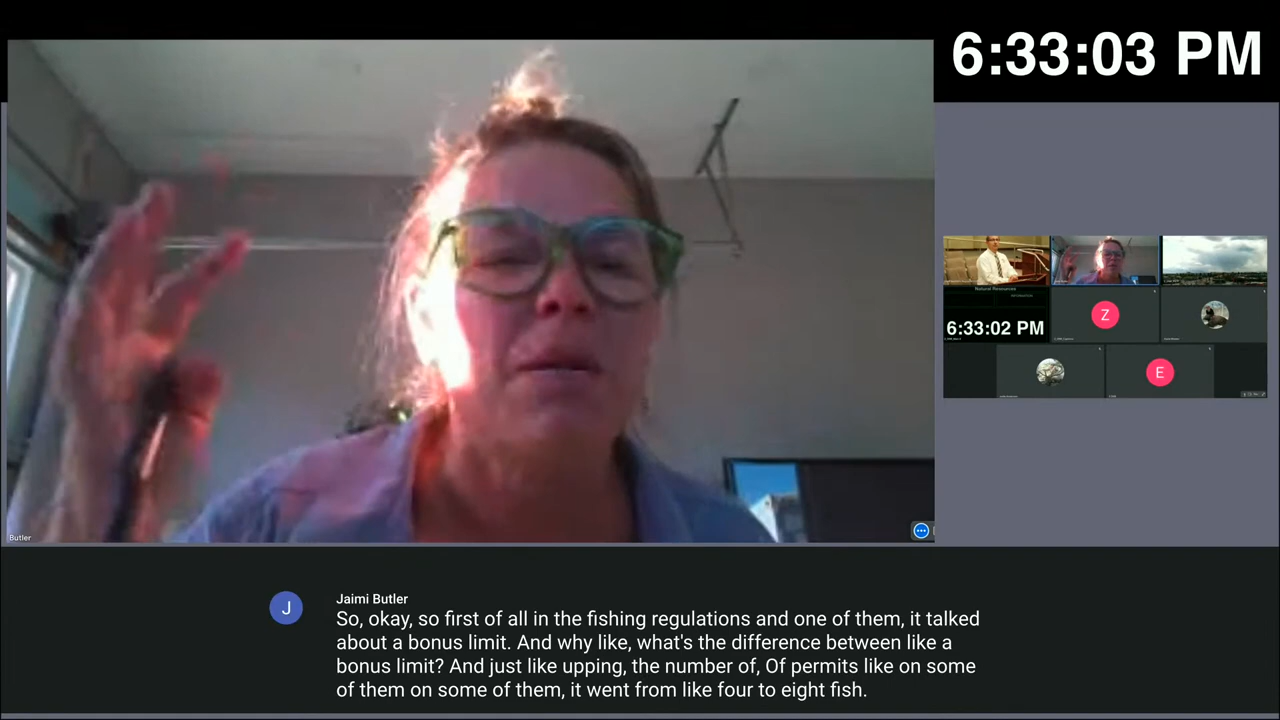 6:33:03 PM
Natural Resources
6:33:02 PM
Z
E
Butler
J
Jaimi Butler
So, okay, so first of all in the fishing regulations and one of them, it talked
about a bonus limit. And why like, what's the difference between like a
bonus limit? And just like upping, the number of, Of permits like on some
of them on some of them, it went from like four to eight fish.